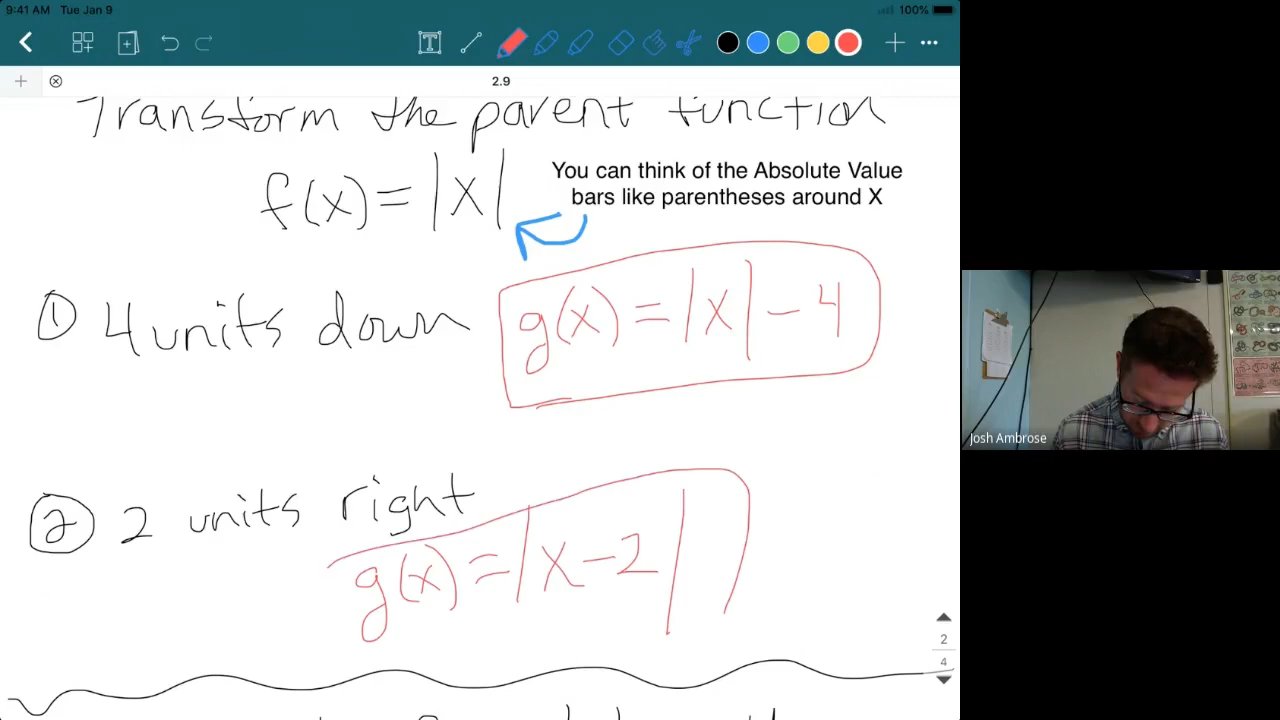 9:41 AM Tue Jan 9
100%
2.9
Transform the parent function
f(x) = |x|
You can think of the Absolute Value
bars like parentheses around X
① 4 units down
g(x) = |x| - 4
② 2 units right
g(x) = |x-2|
2
4
Josh Ambrose